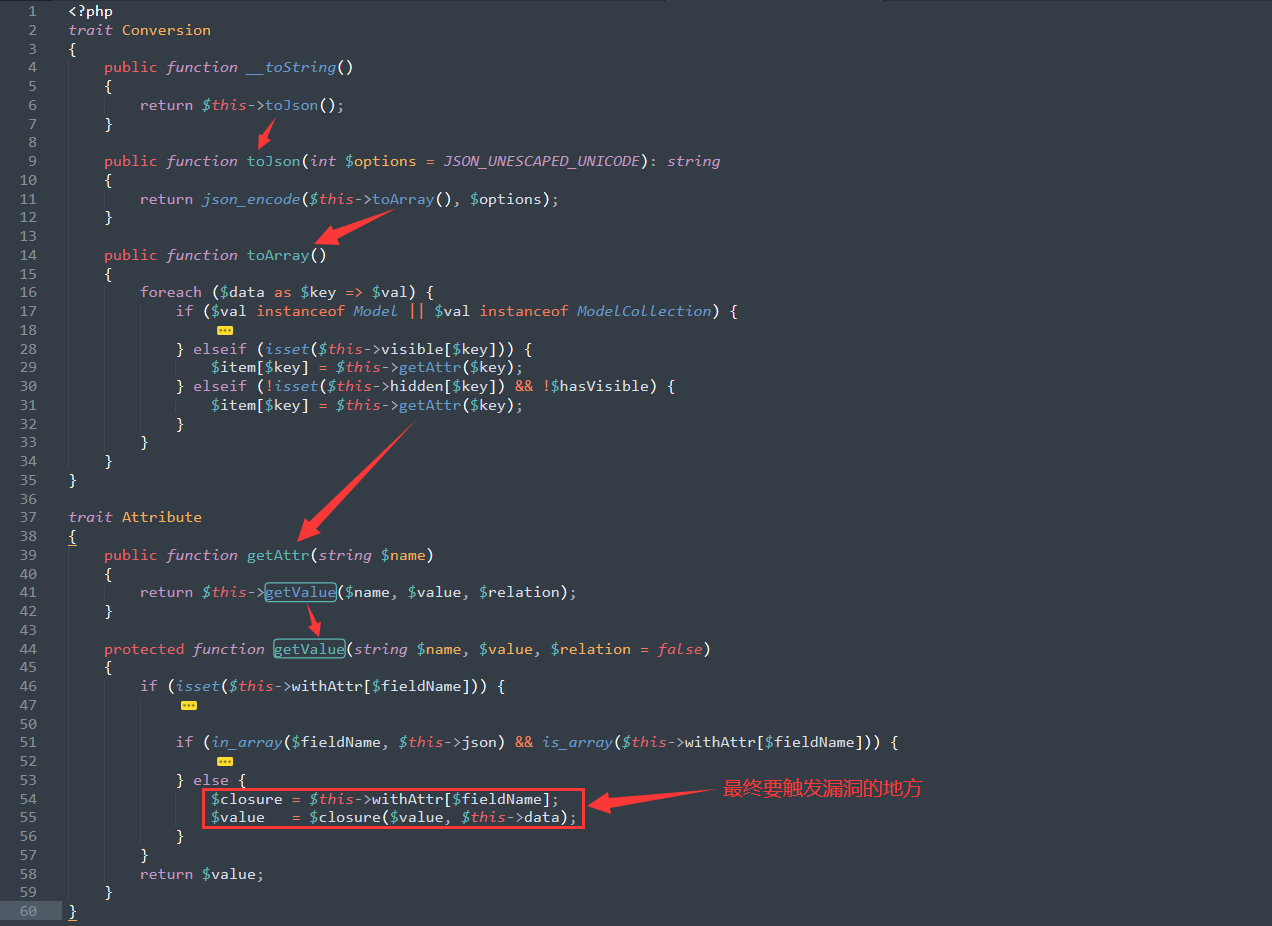 1 <?php
2 trait Conversion
3 {
4 public function __toString()
5 {
6 return $this->toJson();
7 }
8
9 public function toJson(int $options = JSON_UNESCAPED_UNICODE): string
10 {
11 return json_encode($this->toArray(), $options);
12 }
13
14 public function toArray()
15 {
16 foreach ($data as $key => $val) {
17 if ($val instanceof Model || $val instanceof ModelCollection) {
18 ...
28 } elseif (isset($this->visible[$key])) {
29 $item[$key] = $this->getAttr($key);
30 } elseif (!isset($this->hidden[$key]) && !$hasVisible) {
31 $item[$key] = $this->getAttr($key);
32 }
33 }
34 }
35 }
36
37 trait Attribute
38 {
39 public function getAttr(string $name)
40 {
41 return $this->getValue($name, $value, $relation);
42 }
43
44 protected function getValue(string $name, $value, $relation = false)
45 {
46 if (isset($this->withAttr[$fieldName])) {
47 ...
50
51 if (in_array($fieldName, $this->json) && is_array($this->withAttr[$fieldName])) {
52 ...
53 } else {
54 $closure = $this->withAttr[$fieldName];
55 $value = $closure($value, $this->data);
最终要触发漏洞的地方
56 }
57 }
58 return $value;
59 }
60 }